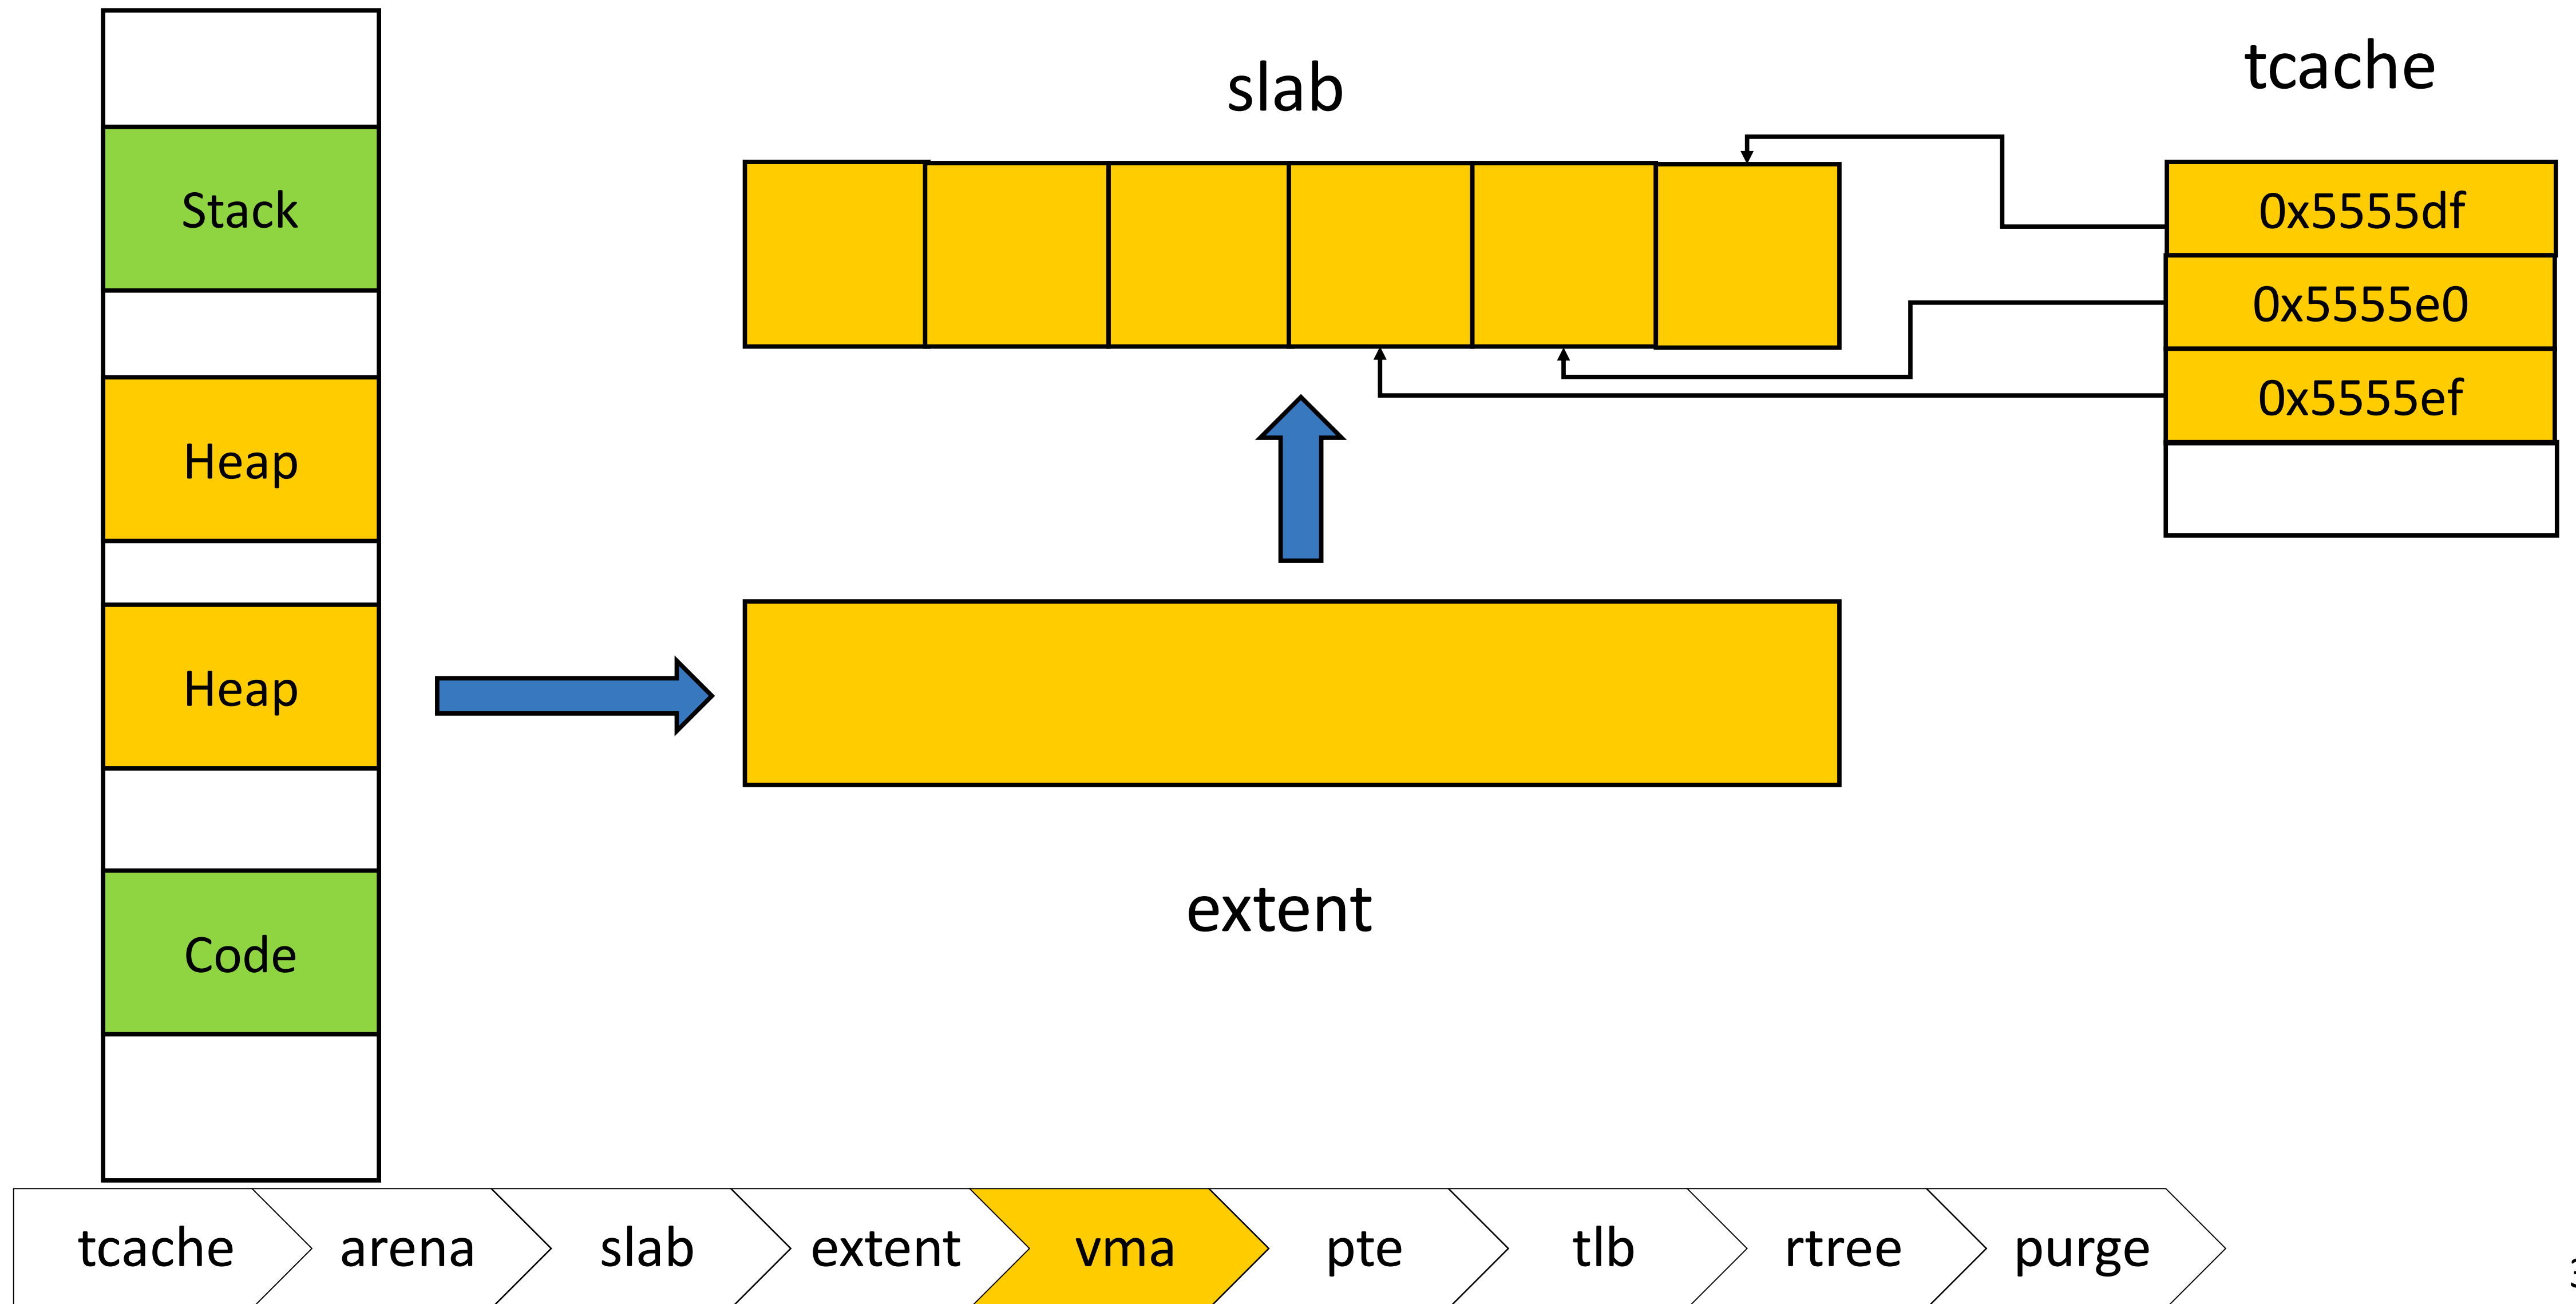 slab
tcache
Stack
Heap
Heap
Code
0x5555df
0x5555e0
0x5555ef
extent
tcache
arena
slab
extent
vma
pte
tlb
rtree
purge